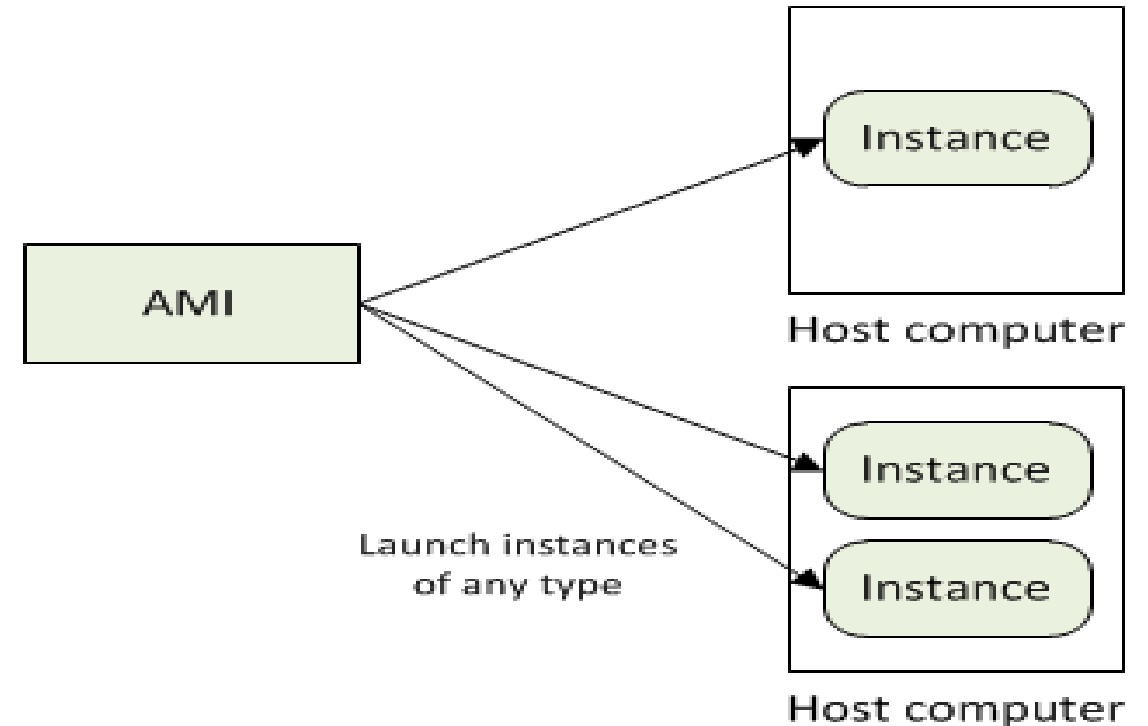 Instance
AMI
Host computer
Instance
Launch instances
of any type
Instance
Host computer